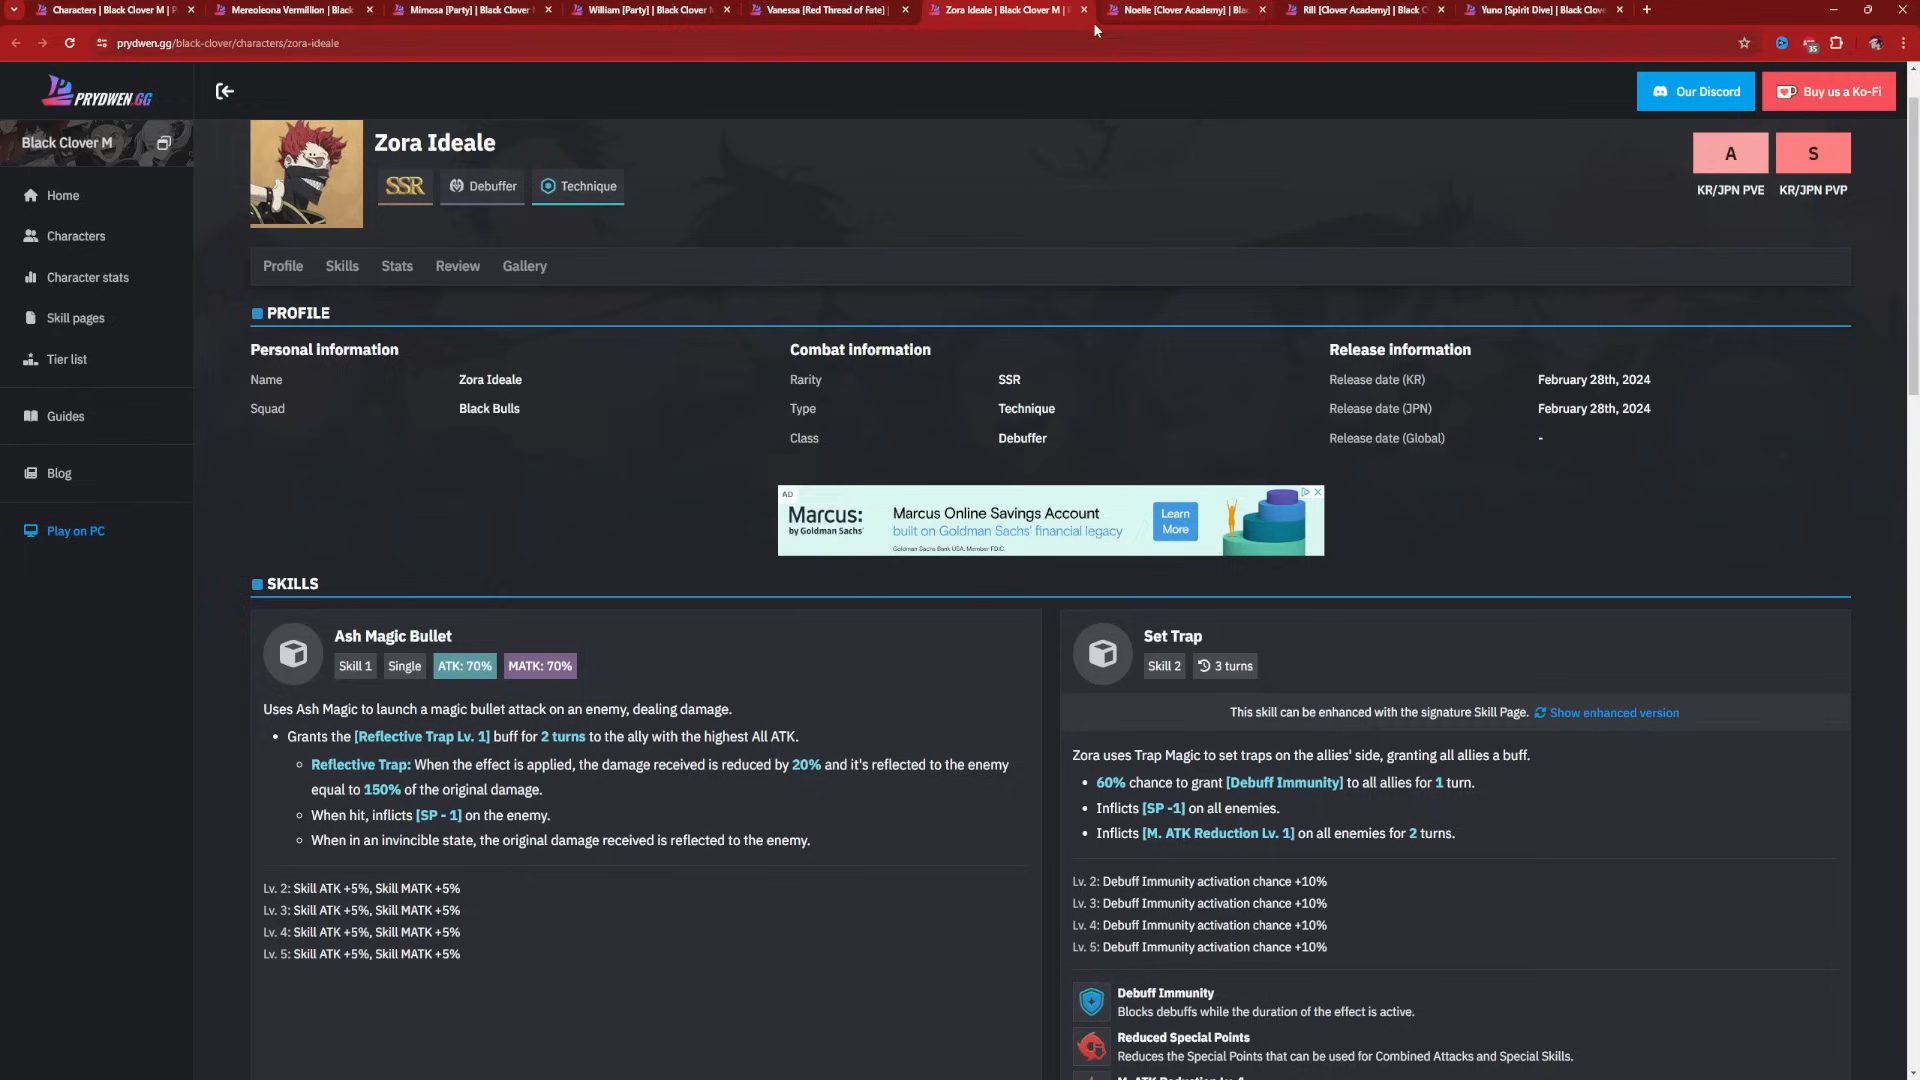 Characters | Black Clover M | P
Mereoleona Vermillion | Black
Mimosa [Party] | Black Clover
William [Party] | Black Clover
Vanessa [Red Thread of Fate] |
Zora Ideale | Black Clover M |
Noelle [Clover Academy] | Bla
Rill [Clover Academy] | Black C
Yuno [Spirit Dive] | Black Clove
prydwen.gg/black-clover/characters/zora-ideale
35
PRYDWEN.GG
Our Discord
Buy us a Ko-Fi
Black Clover M
Home
Characters
Character stats
Skill pages
Tier list
Guides
Blog
Play on PC
Zora Ideale
SSR
Debuffer
Technique
A
S
KR/JPN PVE
KR/JPN PVP
Profile
Skills
Stats
Review
Gallery
PROFILE
Personal information
Name Zora Ideale
Squad Black Bulls
Combat information
Rarity SSR
Type Technique
Class Debuffer
Release information
Release date (KR) February 28th, 2024
Release date (JPN) February 28th, 2024
Release date (Global) -
AD
Marcus:
by Goldman Sachs®
Marcus Online Savings Account
built on Goldman Sachs' financial legacy
Goldman Sachs Bank USA. Member FDIC.
Learn
More
SKILLS
Ash Magic Bullet
Skill 1 Single ATK: 70% MATK: 70%
Uses Ash Magic to launch a magic bullet attack on an enemy, dealing damage.
• Grants the [Reflective Trap Lv. 1] buff for 2 turns to the ally with the highest All ATK.
Reflective Trap: When the effect is applied, the damage received is reduced by 20% and it's reflected to the enemy
equal to 150% of the original damage.
When hit, inflicts [SP - 1] on the enemy.
When in an invincible state, the original damage received is reflected to the enemy.
Lv. 2: Skill ATK +5%, Skill MATK +5%
Lv. 3: Skill ATK +5%, Skill MATK +5%
Lv. 4: Skill ATK +5%, Skill MATK +5%
Lv. 5: Skill ATK +5%, Skill MATK +5%
Set Trap
Skill 2 3 turns
This skill can be enhanced with the signature Skill Page. Show enhanced version
Zora uses Trap Magic to set traps on the allies' side, granting all allies a buff.
• 60% chance to grant [Debuff Immunity] to all allies for 1 turn.
• Inflicts [SP -1] on all enemies.
• Inflicts [M. ATK Reduction Lv. 1] on all enemies for 2 turns.
Lv. 2: Debuff Immunity activation chance +10%
Lv. 3: Debuff Immunity activation chance +10%
Lv. 4: Debuff Immunity activation chance +10%
Lv. 5: Debuff Immunity activation chance +10%
Debuff Immunity
Blocks debuffs while the duration of the effect is active.
Reduced Special Points
Reduces the Special Points that can be used for Combined Attacks and Special Skills.
M. ATK Reduction Lv. 1